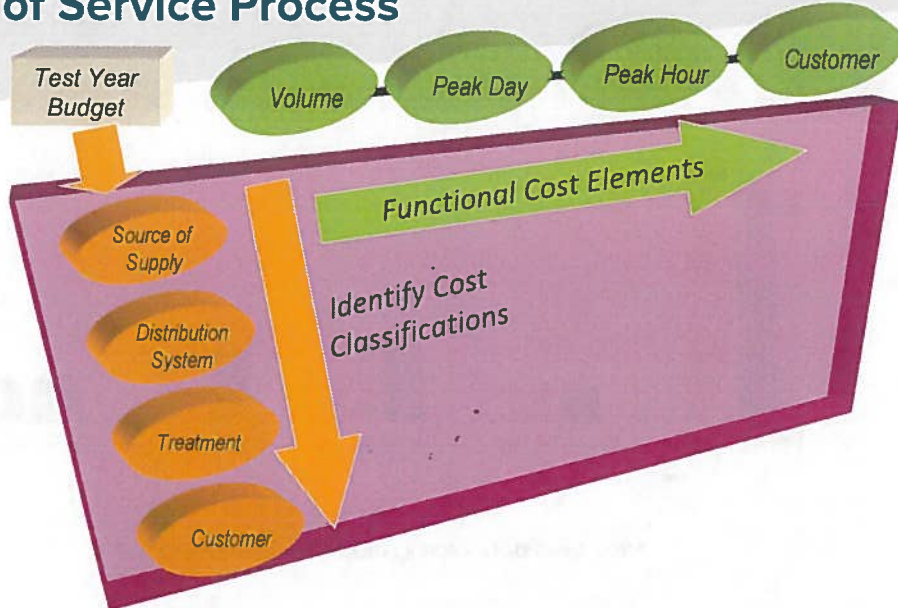 of Service Process
Test Year
Budget
Volume
Peak Day
Peak Hour
Customer
Functional Cost Elements
Source of
Supply
Identify Cost
Classifications
Distribution
System
Treatment
Customer